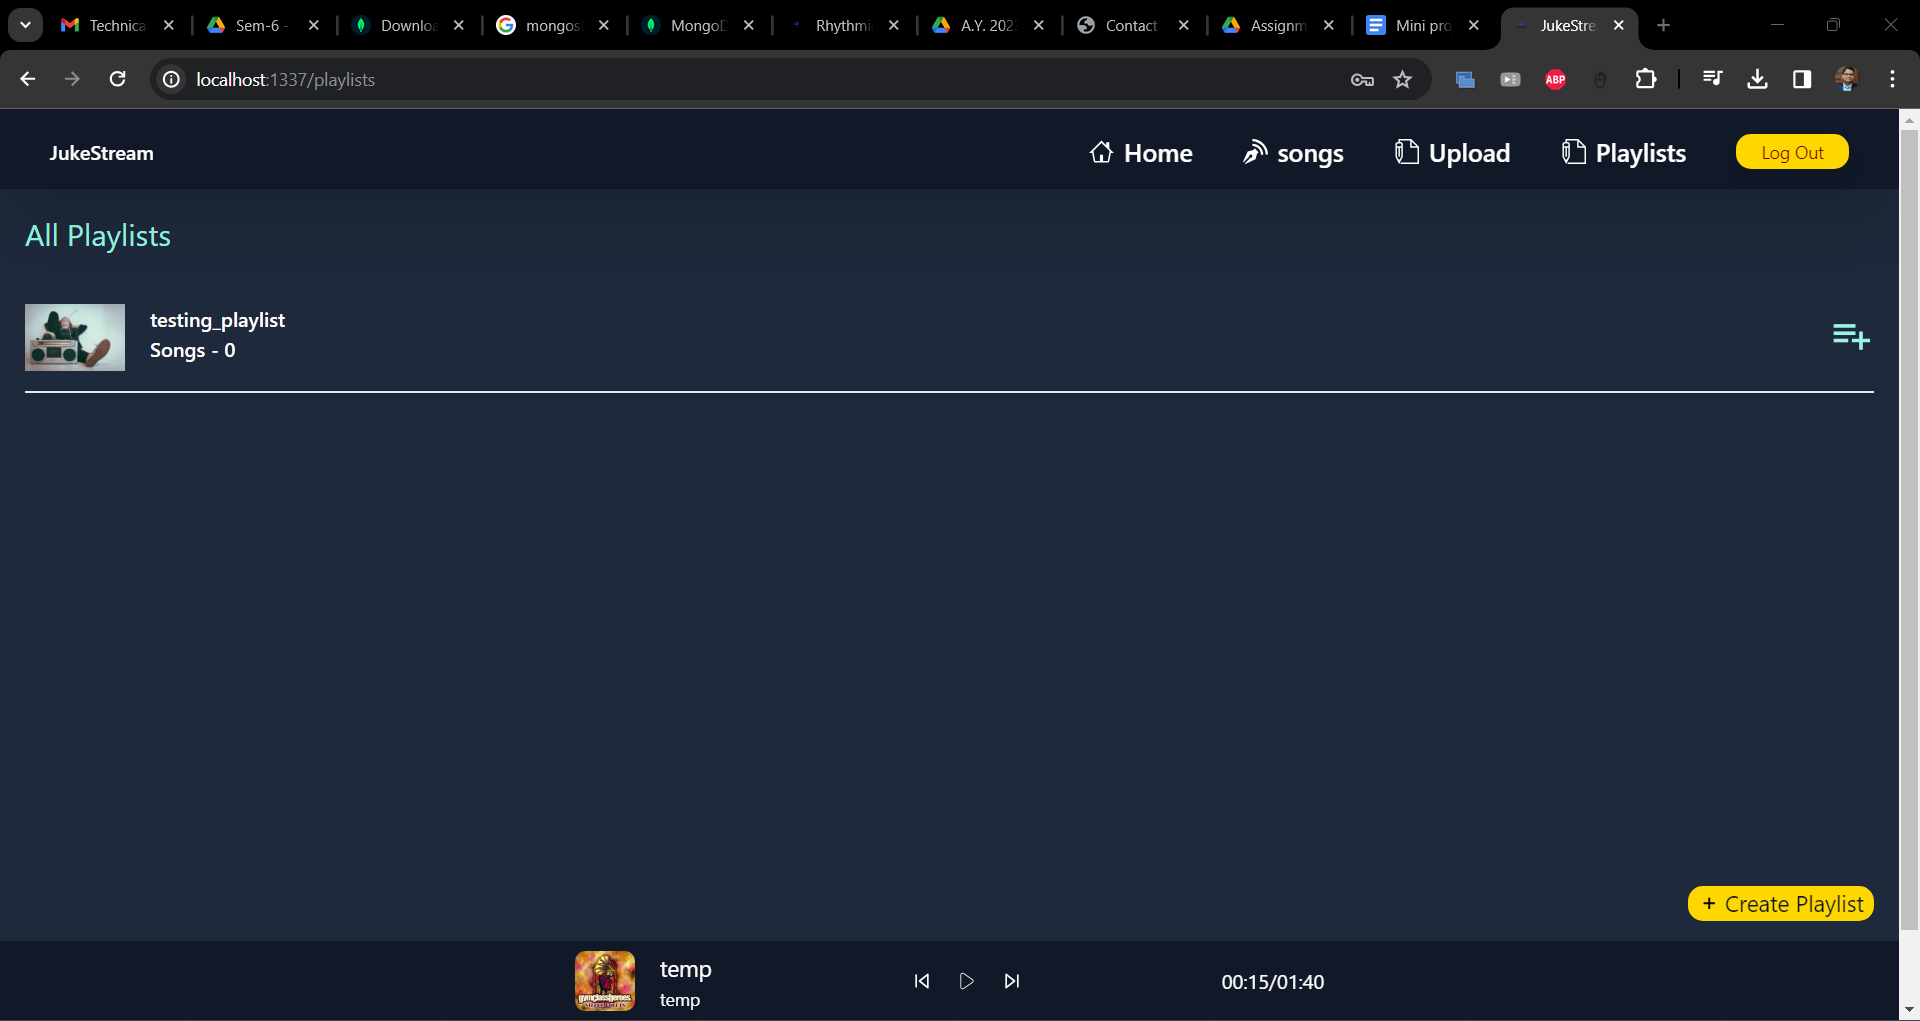 Technica
Sem-6 -
Downloa
mongos
MongoD
Rhythmi
A.Y. 202
Contact
Assignm
Mini pro
JukeStre
localhost:1337/playlists
ABP
JukeStream
Home
songs
Upload
Playlists
Log Out
All Playlists
testing_playlist
Songs - 0
+ Create Playlist
gymclassheroes
temp
temp
00:15/01:40